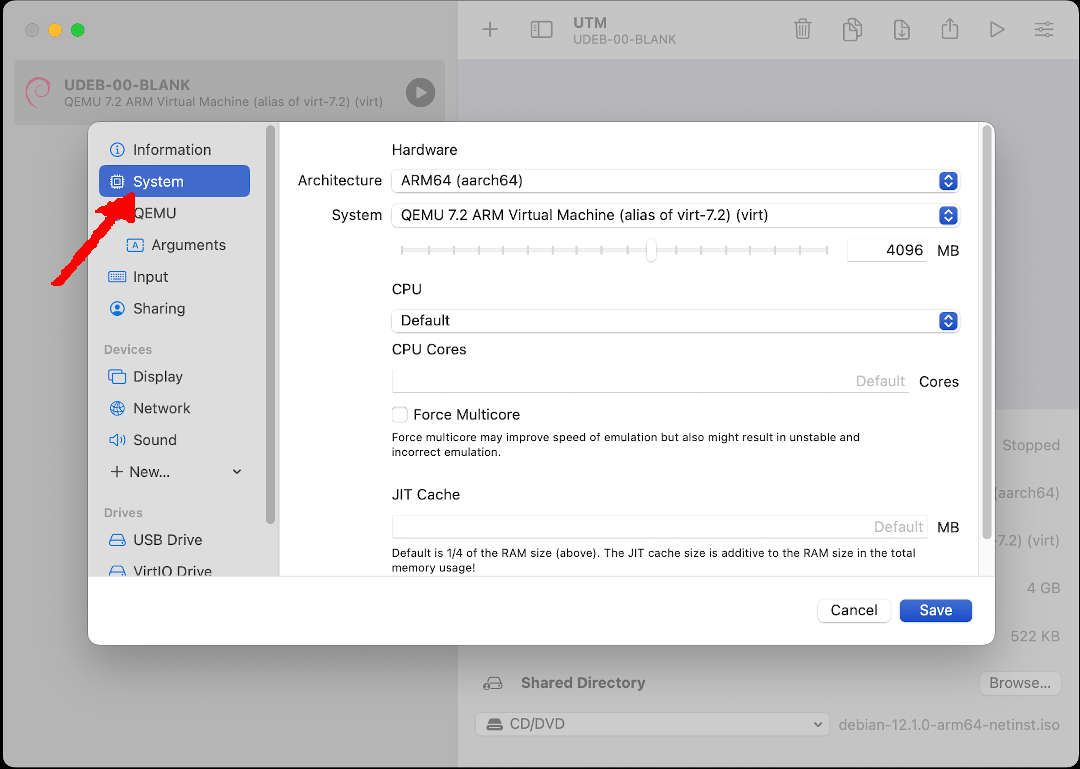 UTM
UDEB-00-BLANK
UDEB-00-BLANK
QEMU 7.2 ARM Virtual Machine (alias of virt-7.2) (virt)
Information
System
QEMU
Arguments
Input
Sharing
Devices
Display
Network
Sound
New...
Drives
USB Drive
VirtIO Drive
Hardware
Architecture ARM64 (aarch64)
System QEMU 7.2 ARM Virtual Machine (alias of virt-7.2) (virt)
4096 MB
CPU
Default
CPU Cores
Default Cores
Force Multicore
Force multicore may improve speed of emulation but also might result in unstable and
incorrect emulation.
JIT Cache
Default MB
Default is 1/4 of the RAM size (above). The JIT cache size is additive to the RAM size in the total
memory usage!
Cancel Save
Stopped
(aarch64)
-7.2) (virt)
4 GB
522 KB
Shared Directory Browse...
CD/DVD debian-12.1.0-arm64-netinst.iso